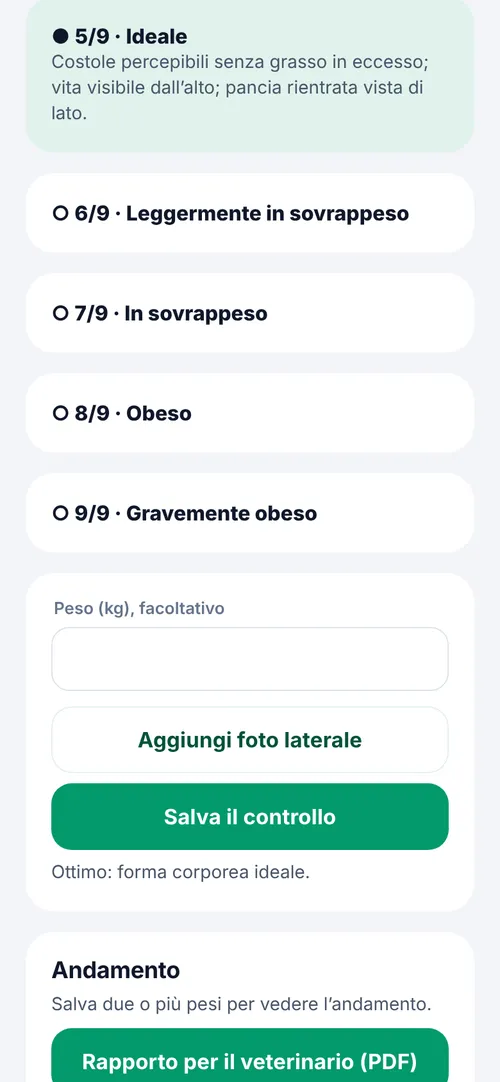 ● 5/9 · Ideale
Costole percepibili senza grasso in eccesso;
vita visibile dall’alto; pancia rientrata vista di
lato.
○ 6/9 · Leggermente in sovrappeso
○ 7/9 · In sovrappeso
○ 8/9 · Obeso
○ 9/9 · Gravemente obeso
Peso (kg), facoltativo
Aggiungi foto laterale
Salva il controllo
Ottimo: forma corporea ideale.
Andamento
Salva due o più pesi per vedere l’andamento.
Rapporto per il veterinario (PDF)